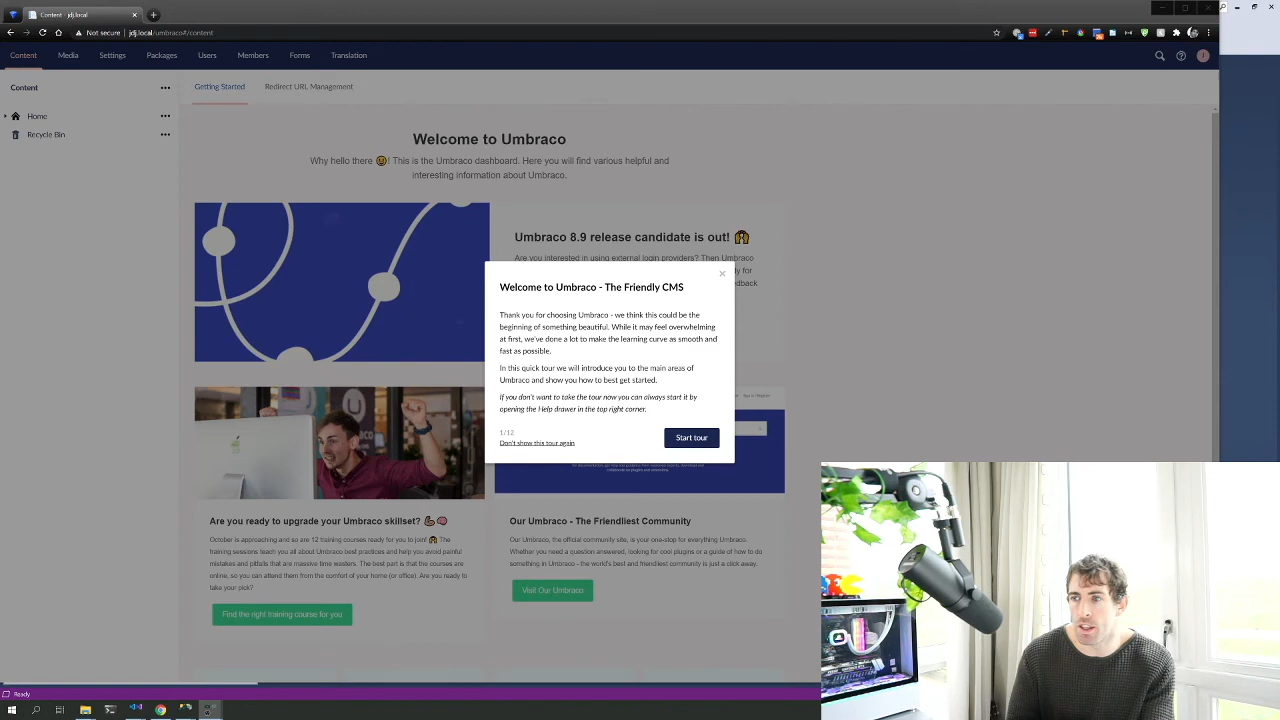 Content - jdj.local
Not secure
jdj.local/umbraco#/content
Content
Media
Settings
Packages
Users
Members
Forms
Translation
Content
Getting Started
Redirect URL Management
Home
Recycle Bin
Welcome to Umbraco
Why hello there 😉! This is the Umbraco dashboard. Here you will find various helpful and
interesting information about Umbraco.
Umbraco 8.9 release candidate is out! 🙌
Are you interested in using external login providers? Then Umbraco
Welcome to Umbraco - The Friendly CMS
Thank you for choosing Umbraco - we think this could be the
beginning of something beautiful. While it may feel overwhelming
at first, we've done a lot to make the learning curve as smooth and
fast as possible.
In this quick tour we will introduce you to the main areas of
Umbraco and show you how to best get started.
If you don't want to take the tour now you can always start it by
opening the Help drawer in the top right corner.
1/12
Don't show this tour again
Start tour
Are you ready to upgrade your Umbraco skillset? 💪🧠
October is approaching and so are 12 training courses ready for you to join! 🙌 The
training sessions teach you all about Umbraco best practices and help you avoid painful
mistakes and pitfalls that are massive time wasters. The best part is that the courses are
online, so you can attend them from the comfort of your home (or office). Are you ready to
take your pick?
Find the right training course for you
Our Umbraco - The Friendliest Community
Our Umbraco, the official community site, is your one-stop for everything Umbraco.
Whether you need a question answered, looking for cool plugins or a guide of how to do
something in Umbraco - the world's best and friendliest community is just a click away.
Visit Our Umbraco
Ready